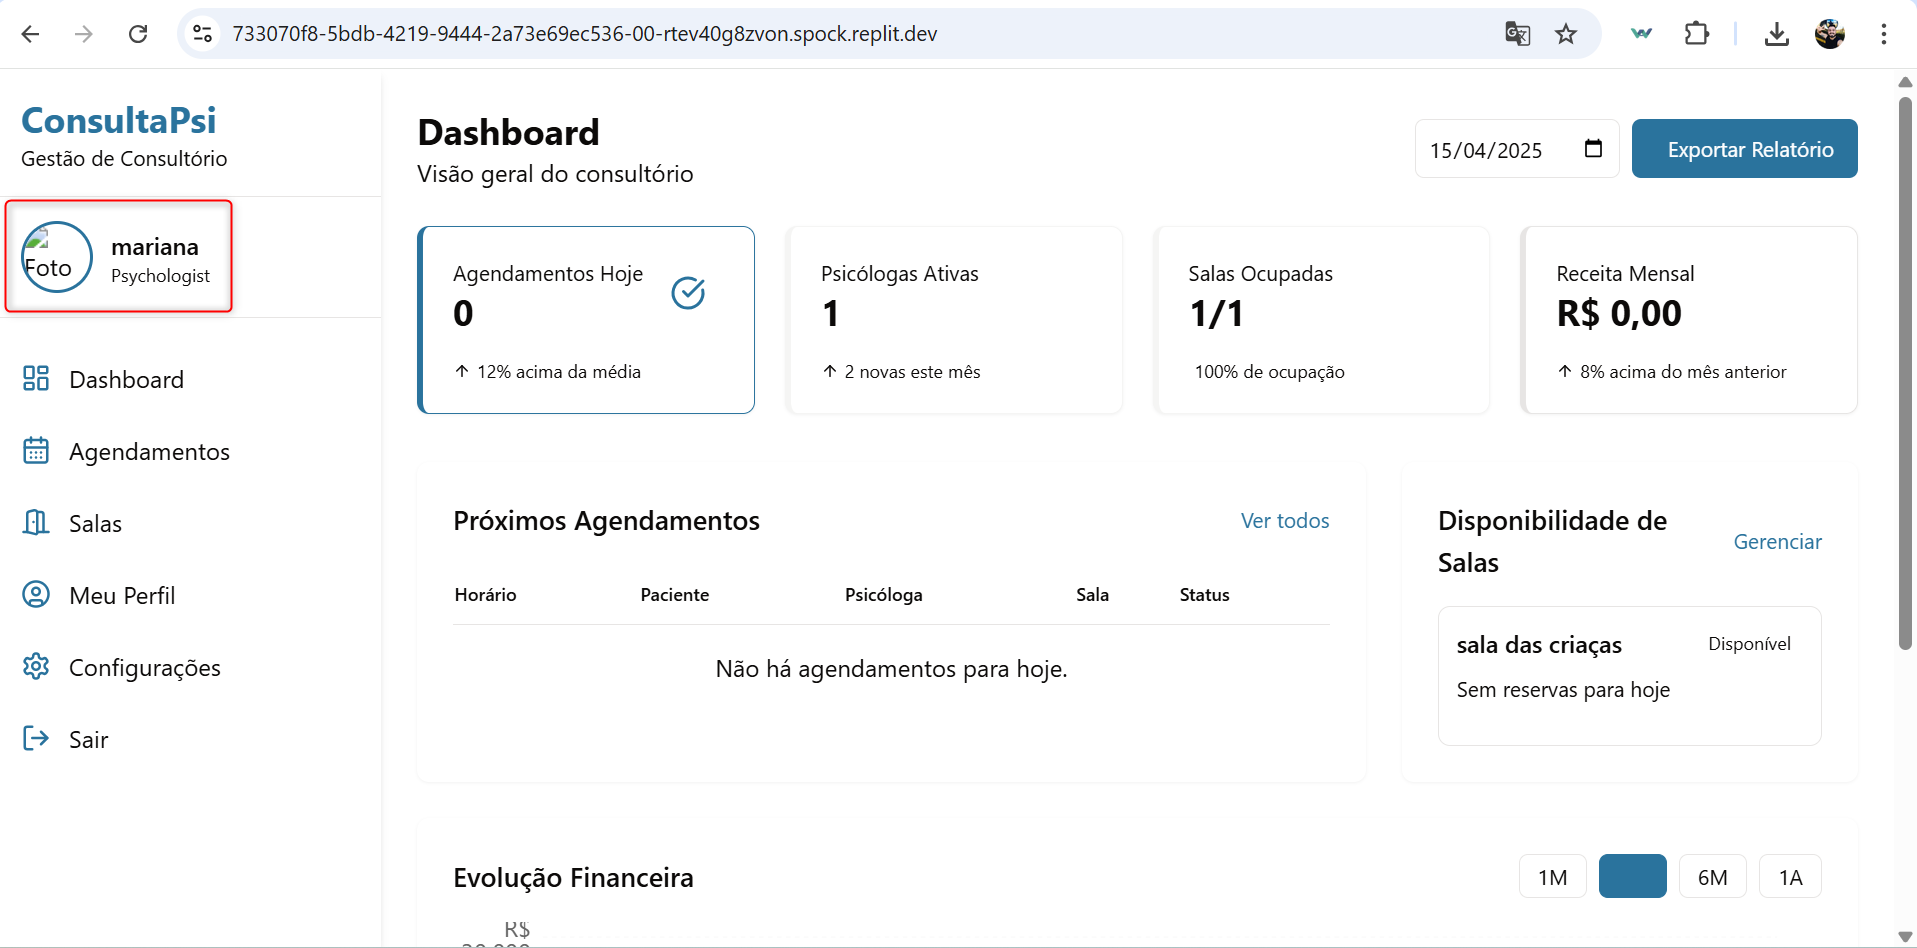 733070f8-5bdb-4219-9444-2a73e69ec536-00-rtev40g8zvon.spock.replit.dev
ConsultaPsi
Gestão de Consultório
Foto
mariana
Psychologist
Dashboard
Agendamentos
Salas
Meu Perfil
Configurações
Sair
Dashboard
Visão geral do consultório
15/04/2025
Exportar Relatório
Agendamentos Hoje
0
12% acima da média
Psicólogas Ativas
1
2 novas este mês
Salas Ocupadas
1/1
100% de ocupação
Receita Mensal
R$ 0,00
8% acima do mês anterior
Próximos Agendamentos
Ver todos
Horário Paciente Psicóloga Sala Status
Não há agendamentos para hoje.
Disponibilidade de
Salas
Gerenciar
sala das criaças
Disponível
Sem reservas para hoje
Evolução Financeira
1M 6M 1A
R$